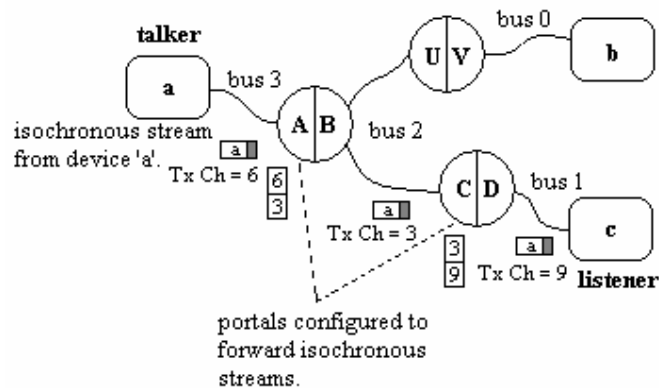 talker
a
bus 3
isochronous stream
from device 'a'.
a
Tx Ch = 6
6
3
A B
U V
bus 0
b
bus 2
a
Tx Ch = 3
C D
3
9
bus 1
a
Tx Ch = 9
c
listener
portals configured to
forward isochronous
streams.